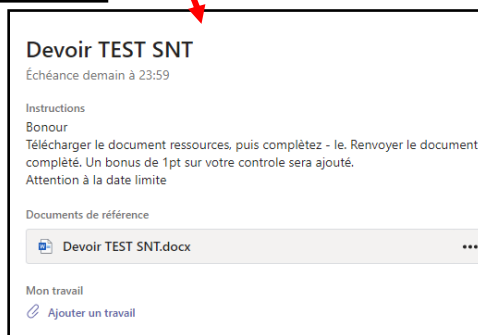 Devoir TEST SNT
Échéance demain à 23:59
Instructions
Bonour
Télécharger le document ressources, puis complètez - le. Renvoyer le document
complèté. Un bonus de 1pt sur votre controle sera ajouté.
Attention à la date limite
Documents de référence
Devoir TEST SNT.docx
Mon travail
Ajouter un travail